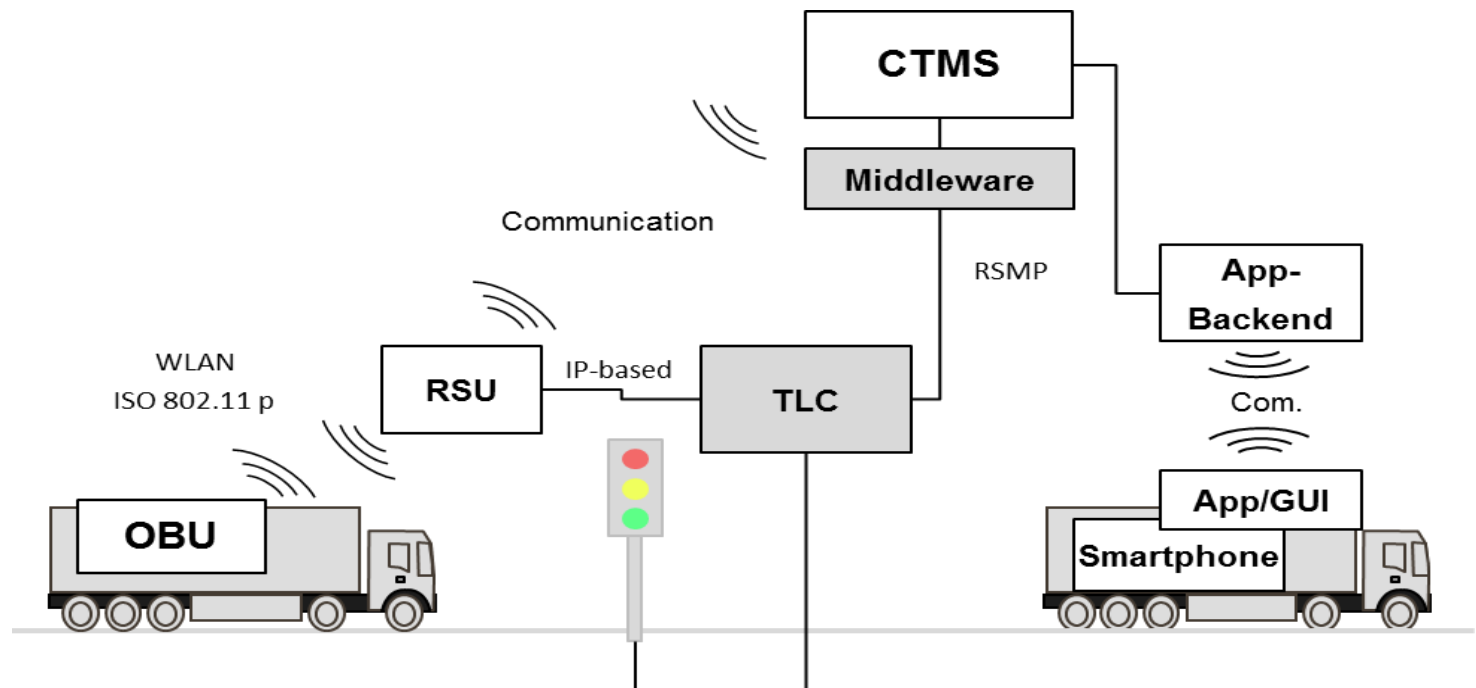 CTMS
Middleware
Communication
RSMP
App-
Backend
WLAN
ISO 802.11 p
RSU
IP-based
TLC
Com.
OBU
App/GUI
Smartphone